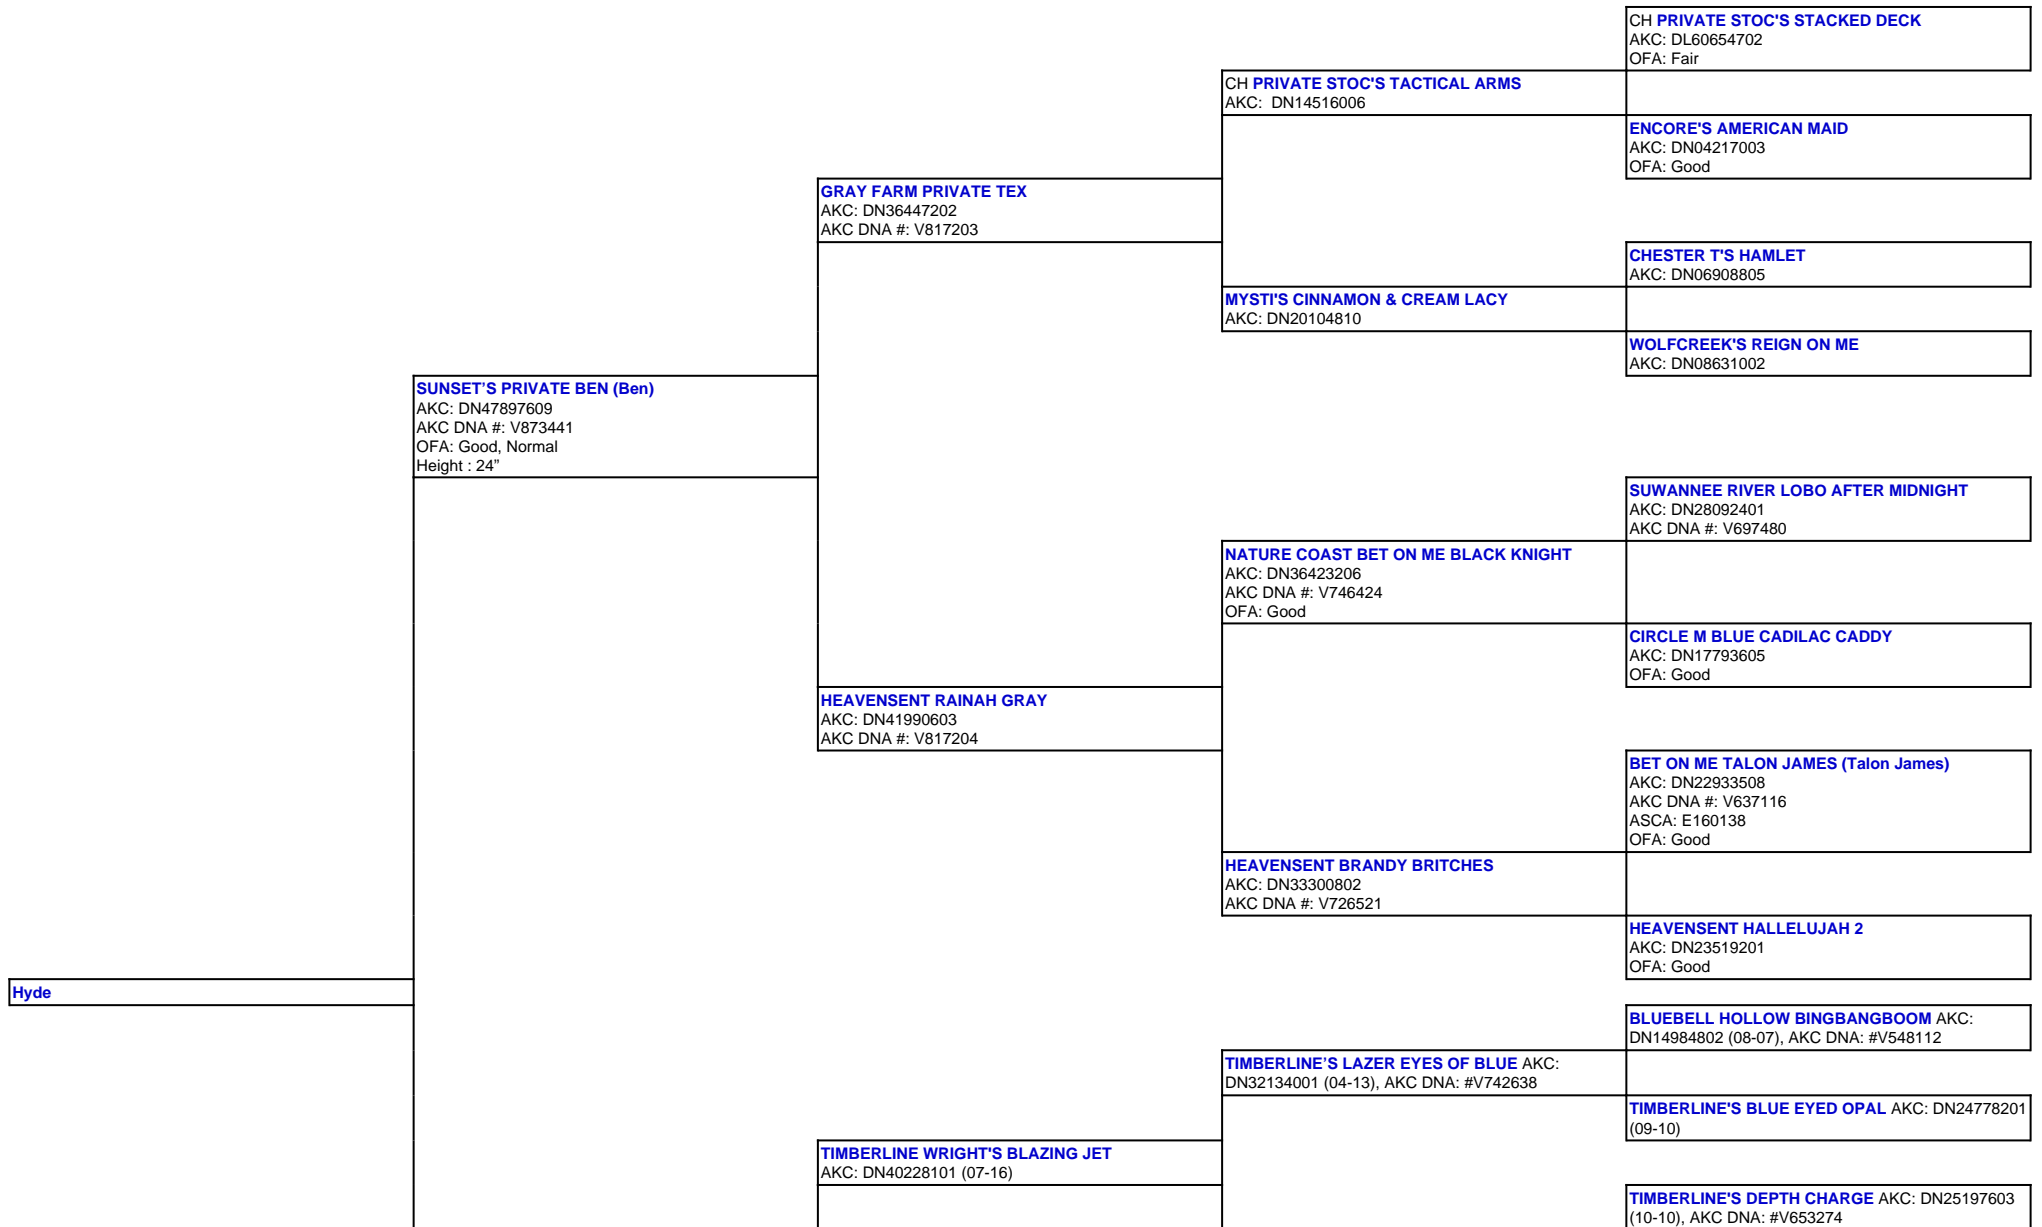 CH PRIVATE STOC'S STACKED DECK
AKC: DL60654702
OFA: Fair
CH PRIVATE STOC'S TACTICAL ARMS
AKC:  DN14516006
ENCORE'S AMERICAN MAID
AKC: DN04217003
OFA: Good
GRAY FARM PRIVATE TEX
AKC: DN36447202
AKC DNA #: V817203
CHESTER T'S HAMLET
AKC: DN06908805
MYSTI'S CINNAMON & CREAM LACY
AKC: DN20104810
WOLFCREEK'S REIGN ON ME
AKC: DN08631002
SUNSET’S PRIVATE BEN (Ben)
AKC: DN47897609
AKC DNA #: V873441
OFA: Good, Normal
Height : 24”
SUWANNEE RIVER LOBO AFTER MIDNIGHT
AKC: DN28092401
AKC DNA #: V697480
NATURE COAST BET ON ME BLACK KNIGHT
AKC: DN36423206
AKC DNA #: V746424
OFA: Good
CIRCLE M BLUE CADILAC CADDY
AKC: DN17793605
OFA: Good
HEAVENSENT RAINAH GRAY
AKC: DN41990603
AKC DNA #: V817204
BET ON ME TALON JAMES (Talon James)
AKC: DN22933508
AKC DNA #: V637116
ASCA: E160138
OFA: Good
HEAVENSENT BRANDY BRITCHES
AKC: DN33300802
AKC DNA #: V726521
HEAVENSENT HALLELUJAH 2
AKC: DN23519201
OFA: Good
Hyde
BLUEBELL HOLLOW BINGBANGBOOM AKC:
DN14984802 (08-07), AKC DNA: #V548112
TIMBERLINE’S LAZER EYES OF BLUE AKC:
DN32134001 (04-13), AKC DNA: #V742638
TIMBERLINE'S BLUE EYED OPAL AKC: DN24778201
(09-10)
TIMBERLINE WRIGHT'S BLAZING JET
AKC: DN40228101 (07-16)
TIMBERLINE'S DEPTH CHARGE AKC: DN25197603
(10-10), AKC DNA: #V653274